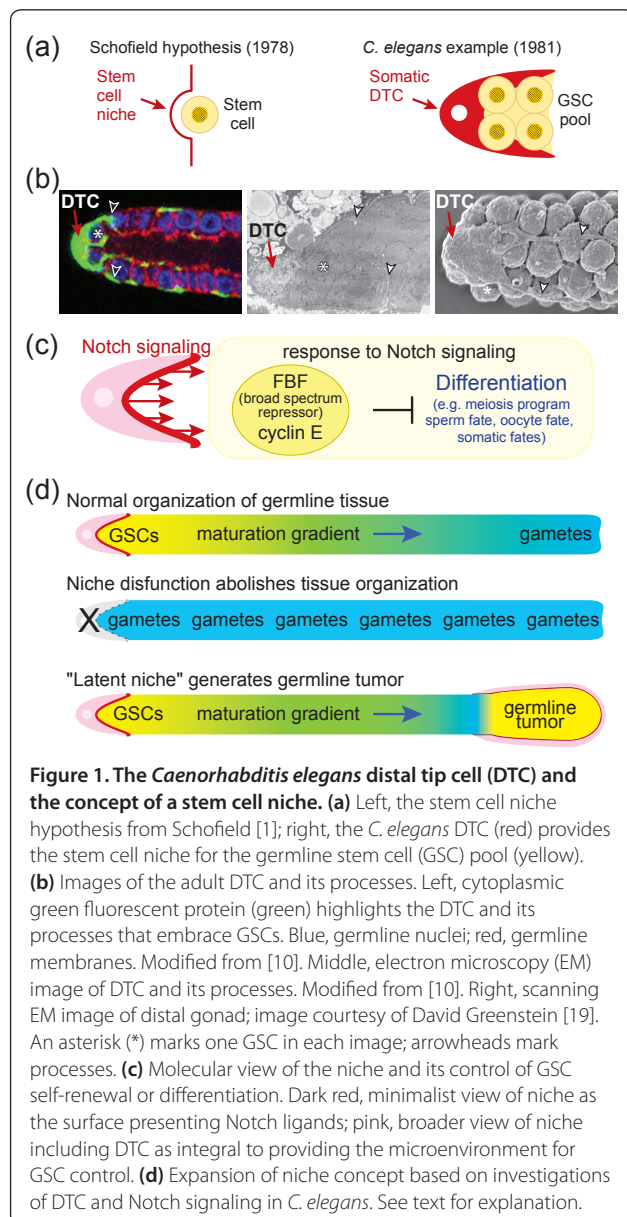 (a)
Schofield hypothesis (1978)
C. elegans example (1981)
Stem
cell
niche
Stem
cell
Somatic
DTC
GSC
pool
(b)
DTC
*
DTC
*
DTC
*
(c)
Notch signaling
response to Notch signaling
FBF
(broad spectrum
repressor)
cyclin E
Differentiation
(e.g. meiosis program
sperm fate, oocyte fate,
somatic fates)
(d)
Normal organization of germline tissue
GSCs maturation gradient gametes
Niche disfunction abolishes tissue organization
X gametes gametes gametes gametes gametes gametes
"Latent niche" generates germline tumor
GSCs maturation gradient
germline
tumor
Figure 1. The Caenorhabditis elegans distal tip cell (DTC) and
the concept of a stem cell niche. (a) Left, the stem cell niche
hypothesis from Schofield [1]; right, the C. elegans DTC (red) provides
the stem cell niche for the germline stem cell (GSC) pool (yellow).
(b) Images of the adult DTC and its processes. Left, cytoplasmic
green fluorescent protein (green) highlights the DTC and its
processes that embrace GSCs. Blue, germline nuclei; red, germline
membranes. Modified from [10]. Middle, electron microscopy (EM)
image of DTC and its processes. Modified from [10]. Right, scanning
EM image of distal gonad; image courtesy of David Greenstein [19].
An asterisk (*) marks one GSC in each image; arrowheads mark
processes. (c) Molecular view of the niche and its control of GSC
self-renewal or differentiation. Dark red, minimalist view of niche as
the surface presenting Notch ligands; pink, broader view of niche
including DTC as integral to providing the microenvironment for
GSC control. (d) Expansion of niche concept based on investigations
of DTC and Notch signaling in C. elegans. See text for explanation.